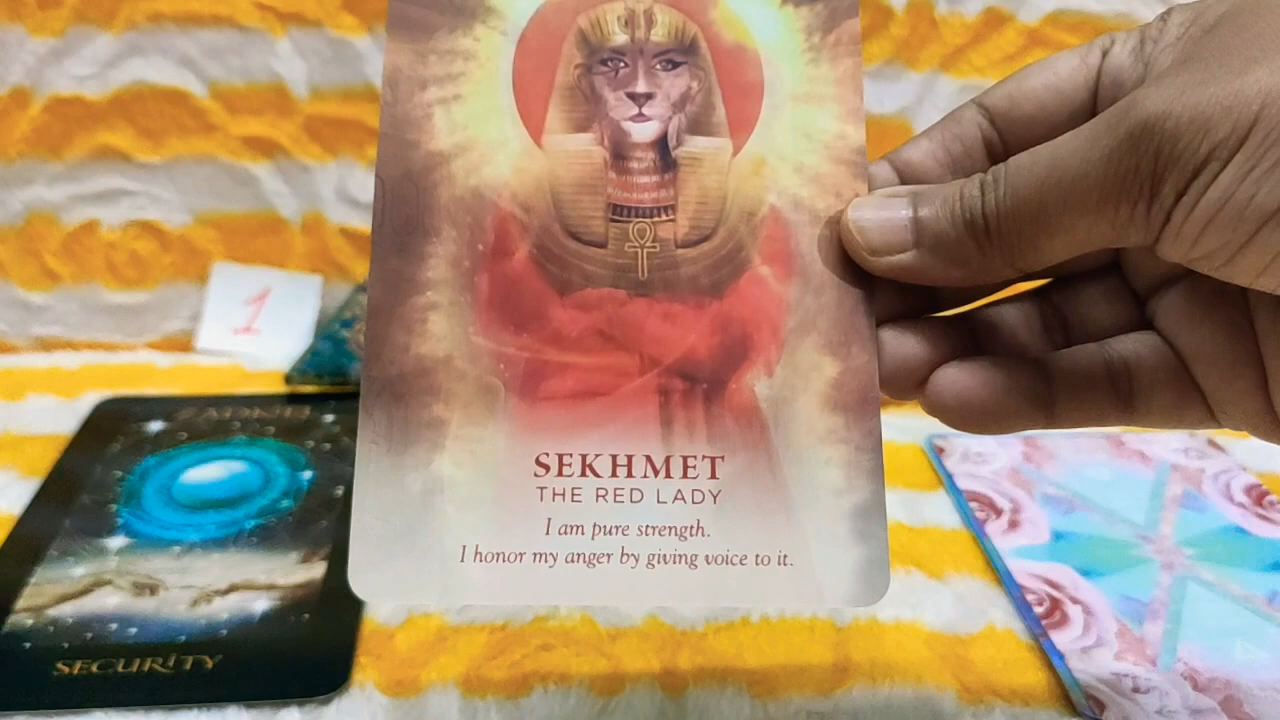 1
SEKHMET
THE RED LADY
I am pure strength.
I honor my anger by giving voice to it.
SECURITY